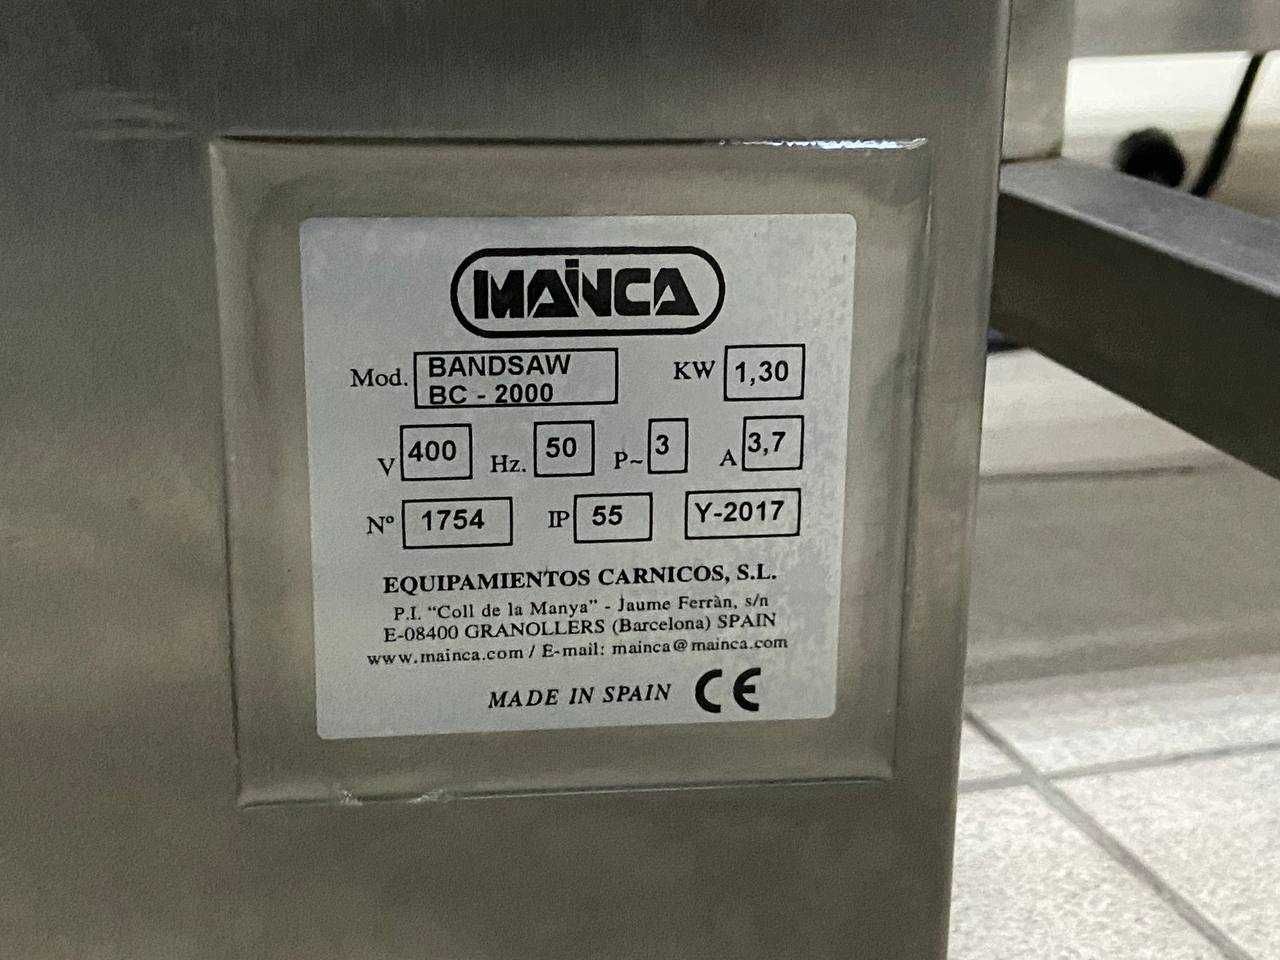 MAiNCA
Mod. BANDSAW BC - 2000 KW 1,30
V 400 Hz. 50 P~ 3 A 3,7
Nº 1754 IP 55 Y-2017
EQUIPAMIENTOS CARNICOS, S.L.
P.I. “Coll de la Manya” - Jaume Ferràn, s/n
E-08400 GRANOLLERS (Barcelona) SPAIN
www.mainca.com / E-mail: mainca@mainca.com
MADE IN SPAIN CE